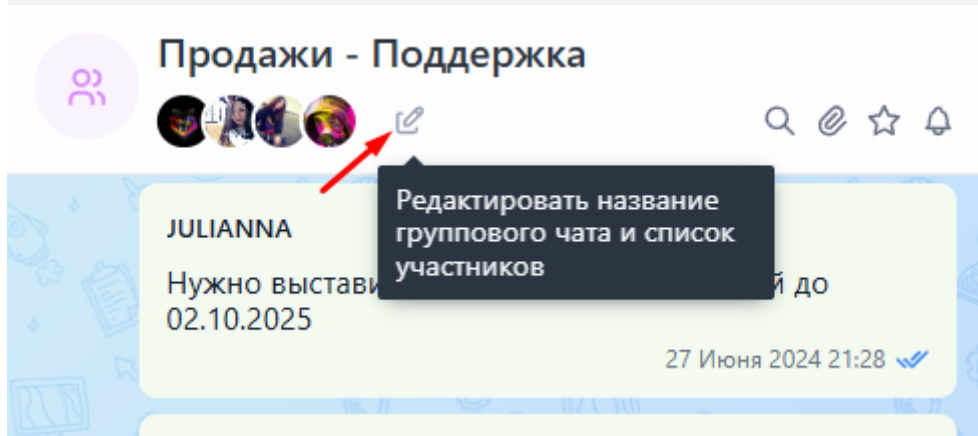 Продажи - Поддержка
Редактировать название
группового чата и список
участников
JULIANNA
Нужно выстави й до
02.10.2025
27 Июня 2024 21:28